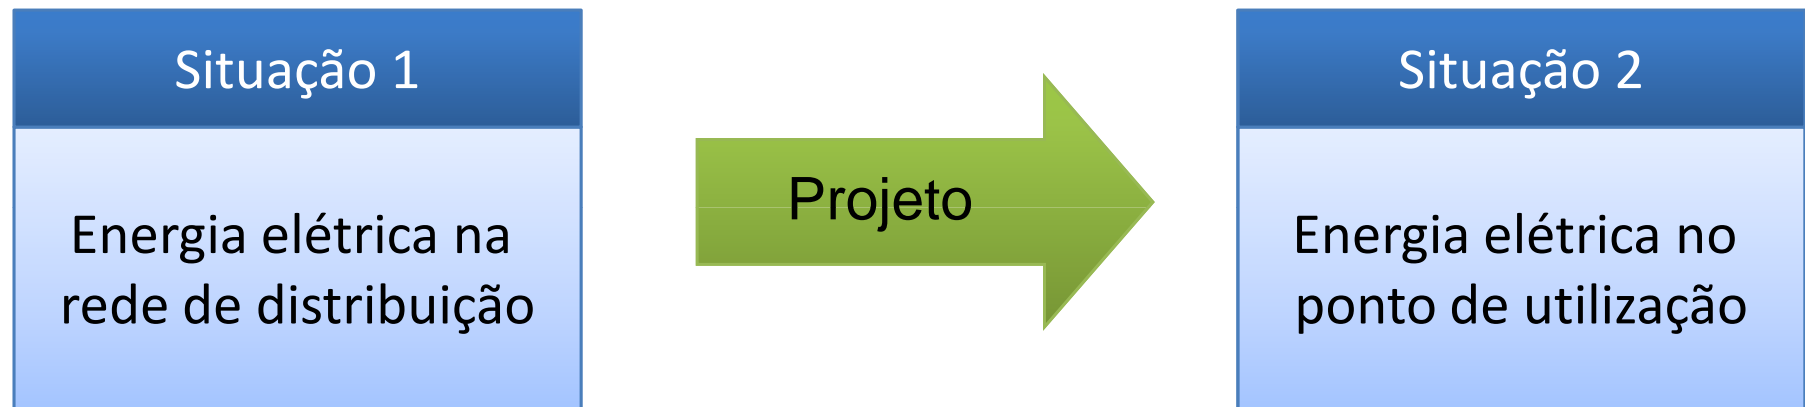 Situação 1
Energia elétrica na
rede de distribuição
Projeto
Situação 2
Energia elétrica no
ponto de utilização